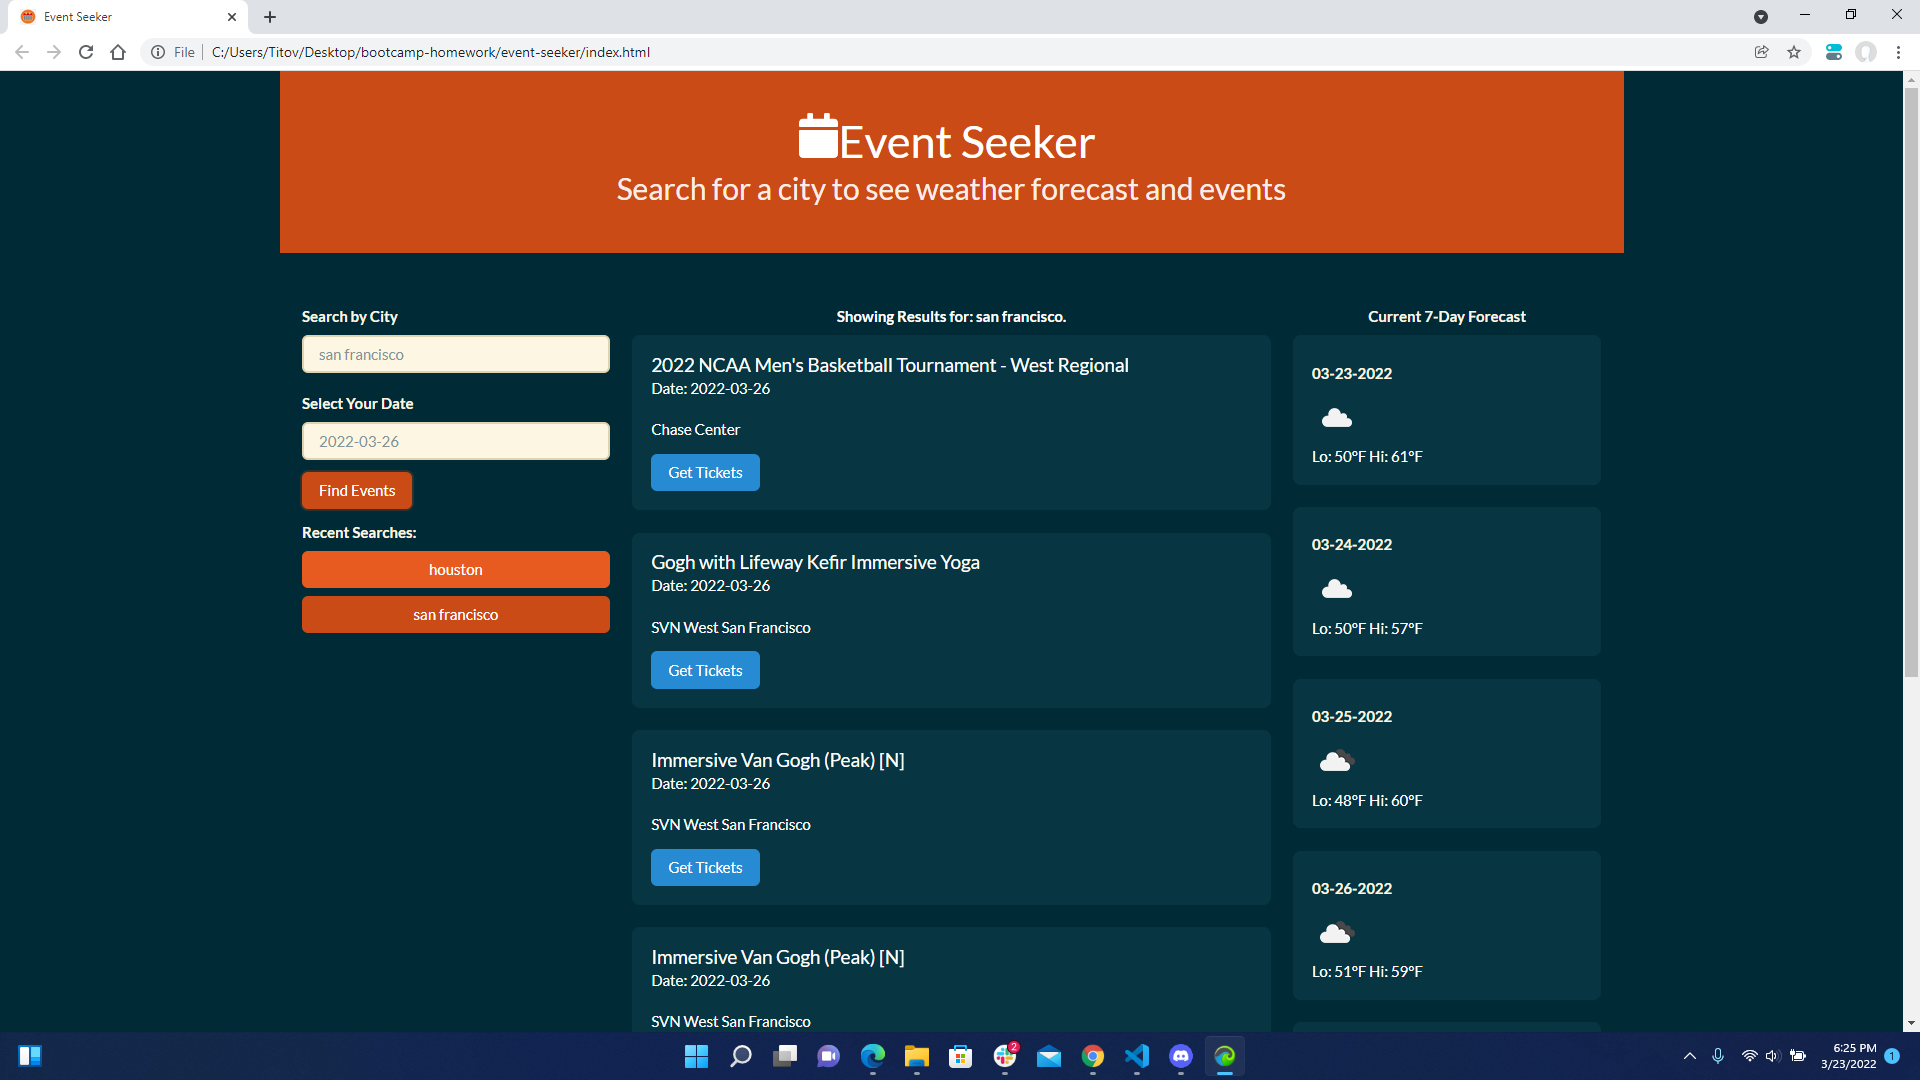 Event Seeker
File
C:/Users/Titov/Desktop/bootcamp-homework/event-seeker/index.html
Event Seeker
Search for a city to see weather forecast and events
Search by City
san francisco
Select Your Date
2022-03-26
Find Events
Recent Searches:
houston
san francisco
Showing Results for: san francisco.
2022 NCAA Men's Basketball Tournament - West Regional
Date: 2022-03-26
Chase Center
Get Tickets
Gogh with Lifeway Kefir Immersive Yoga
Date: 2022-03-26
SVN West San Francisco
Get Tickets
Immersive Van Gogh (Peak) [N]
Date: 2022-03-26
SVN West San Francisco
Get Tickets
Immersive Van Gogh (Peak) [N]
Date: 2022-03-26
SVN West San Francisco
Current 7-Day Forecast
03-23-2022
Lo: 50°F Hi: 61°F
03-24-2022
Lo: 50°F Hi: 57°F
03-25-2022
Lo: 48°F Hi: 60°F
03-26-2022
Lo: 51°F Hi: 59°F
2
6:25 PM
3/23/2022
1